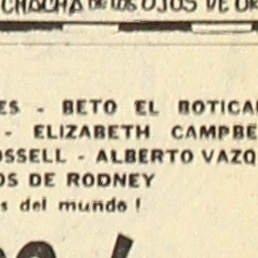 CHACHA DE LOS OJOS DE OR
ES - BETO EL BOTICA
- ELIZABETH CAMPBE
OSSELL - ALBERTO VAZQ
OS DE RODNEY
s del mundo!